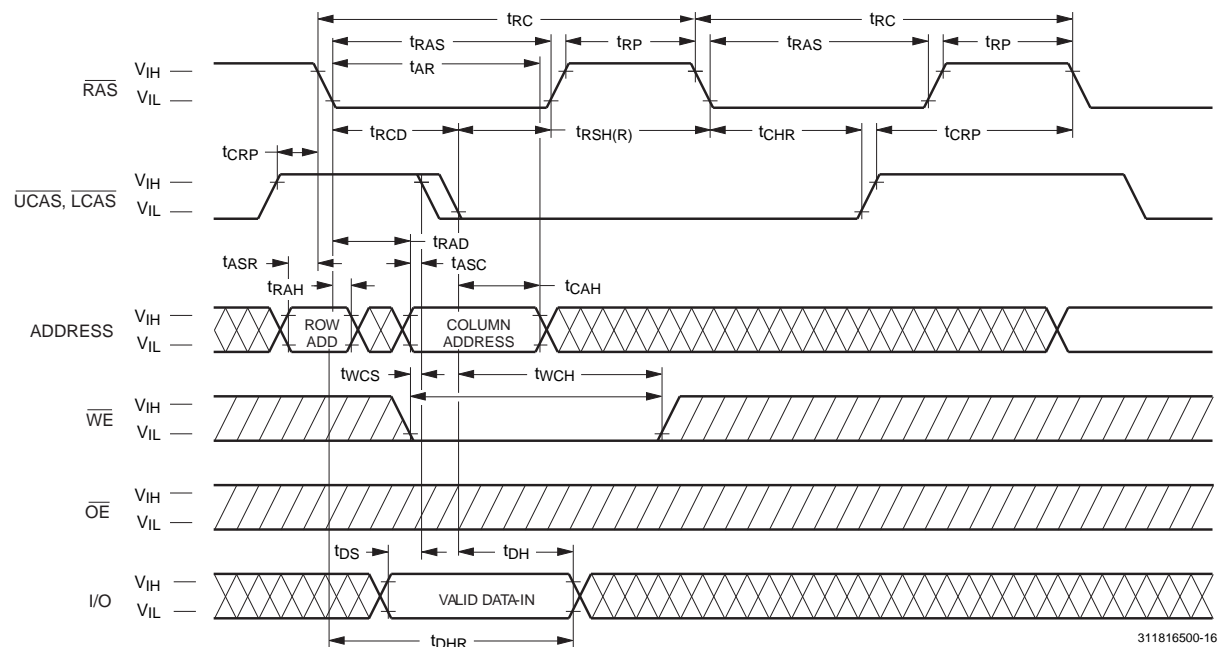 tRC tRC
tRAS tRP tRAS tRP
tAR
RAS VIH
VIL
tRCD tRSH(R) tCHR tCRP
tCRP
UCAS, LCAS VIH
VIL
tRAD
tASR tASC
tRAH tCAH
ADDRESS VIH
VIL
ROW ADD
COLUMN ADDRESS
tWCS tWCH
WE VIH
VIL
OE VIH
VIL
tDS tDH
I/O VIH
VIL
VALID DATA-IN
tDHR
311816500-16